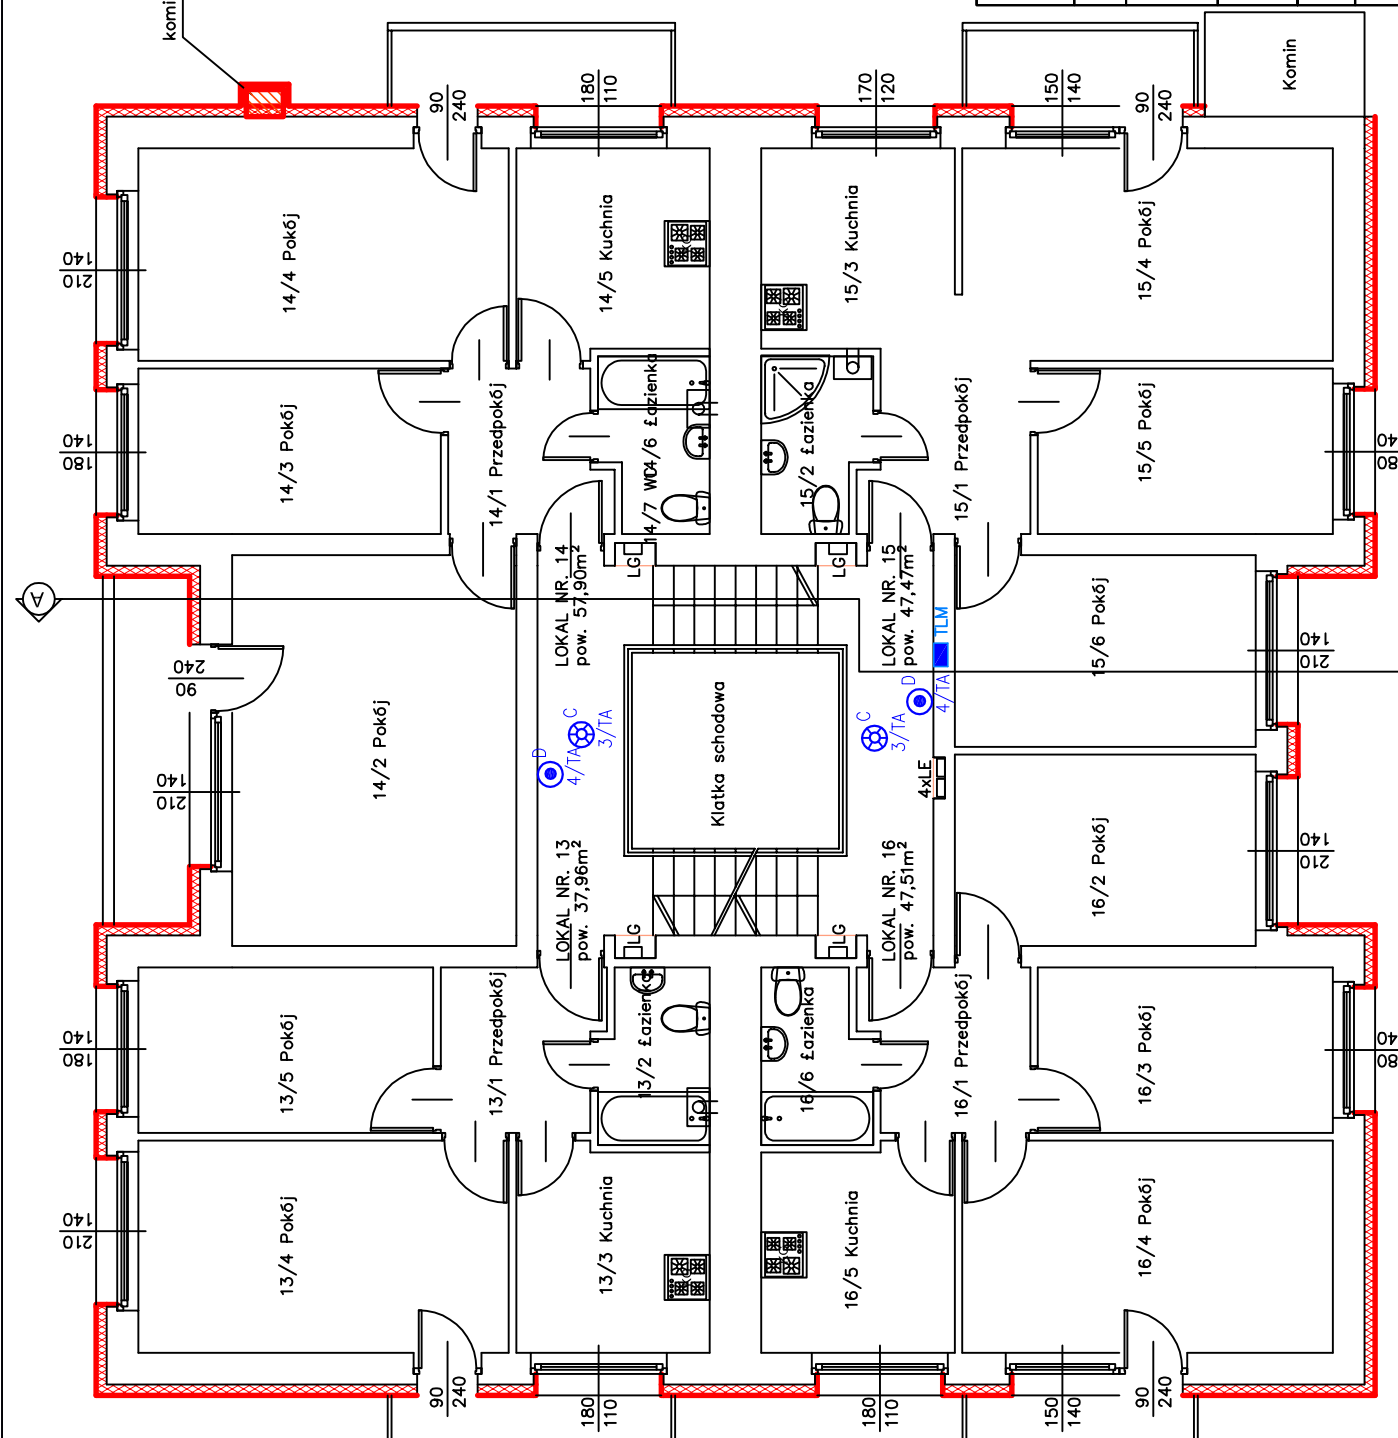 komi
Komin
90
240
180
110
170
120
150
140
90
240
140
210
14/4 Pokój
14/5 Kuchnia
15/3 Kuchnia
15/4 Pokój
140
180
14/3 Pokój
14/1 Przedpokój
14/6 Łazienka
14/7 WC
15/2 Łazienka
15/1 Przedpokój
15/5 Pokój
40
80
A
LG
LG
LOKAL NR. 14
pow. 57,90m²
LOKAL NR. 15
pow. 47,47m²
TLM
15/6 Pokój
140
210
240
90
D
4/TA
C
3/TA
C
3/TA
D
4/TA
14/2 Pokój
Klatka schodowa
4xLE
140
210
140
210
LOKAL NR. 13
pow. 37,96m²
LOKAL NR. 16
pow. 47,51m²
16/2 Pokój
LG
LG
140
180
13/5 Pokój
13/1 Przedpokój
13/2 Łazienka
16/6 Łazienka
16/1 Przedpokój
16/3 Pokój
40
80
140
210
13/4 Pokój
13/3 Kuchnia
16/5 Kuchnia
16/4 Pokój
90
240
180
110
180
110
150
140
90
240